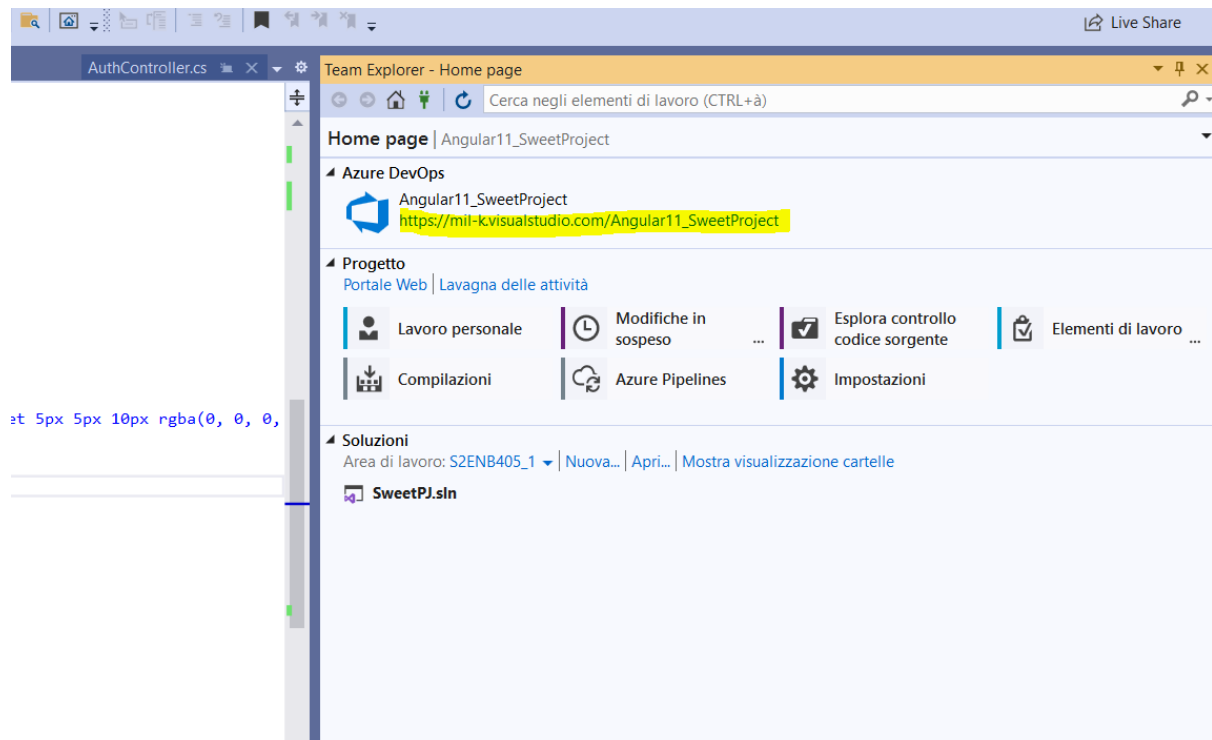 Live Share
AuthController.cs
Team Explorer - Home page
Cerca negli elementi di lavoro (CTRL+à)
Home page | Angular11_SweetProject
Azure DevOps
Angular11_SweetProject
https://mil-k.visualstudio.com/Angular11_SweetProject
Progetto
Portale Web | Lavagna delle attività
Lavoro personale
Modifiche in
sospeso ...
Esplora controllo
codice sorgente
Elementi di lavoro ...
Compilazioni
Azure Pipelines
Impostazioni
et 5px 5px 10px rgba(0, 0, 0,
Soluzioni
Area di lavoro: S2ENB405_1 | Nuova... | Apri... | Mostra visualizzazione cartelle
SweetPJ.sln